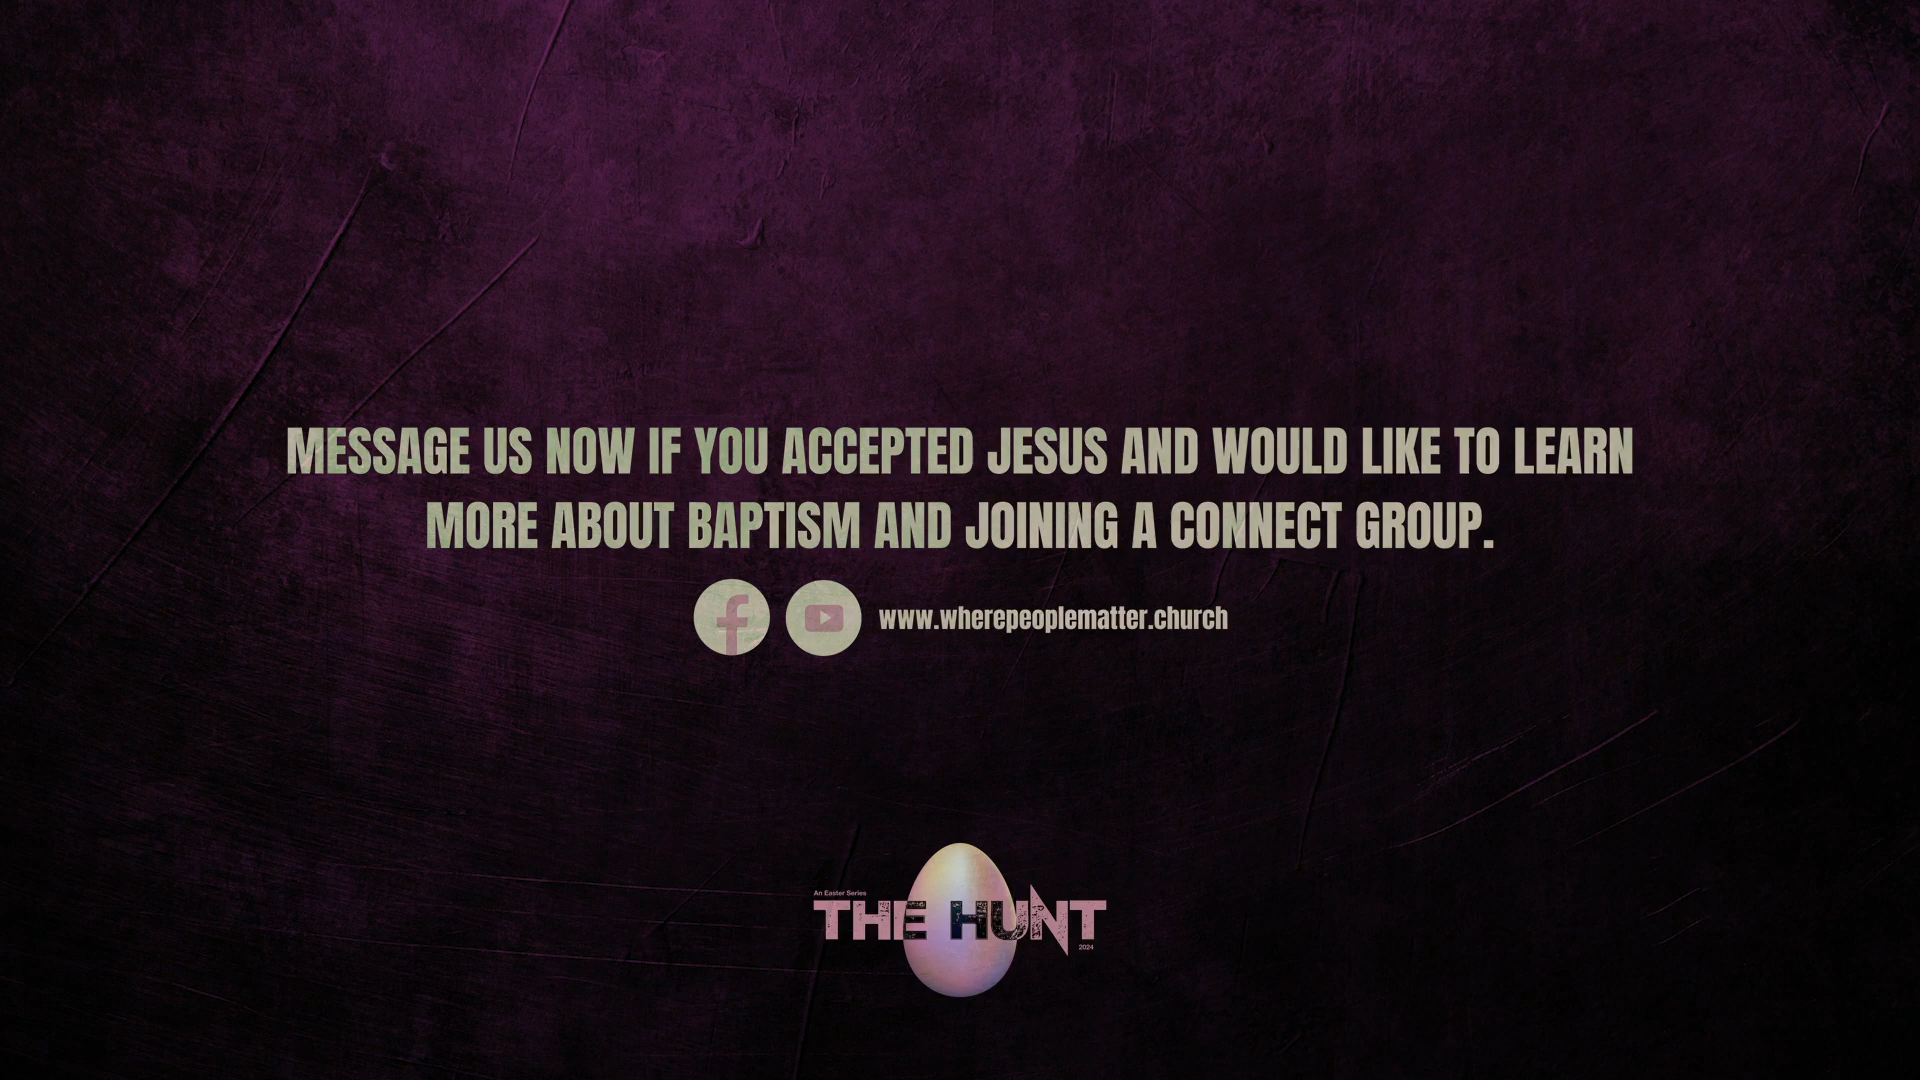 MESSAGE US NOW IF YOU ACCEPTED JESUS AND WOULD LIKE TO LEARN
MORE ABOUT BAPTISM AND JOINING A CONNECT GROUP.
www.wherepeoplematter.church
An Easter Series
THE HUNT
2024